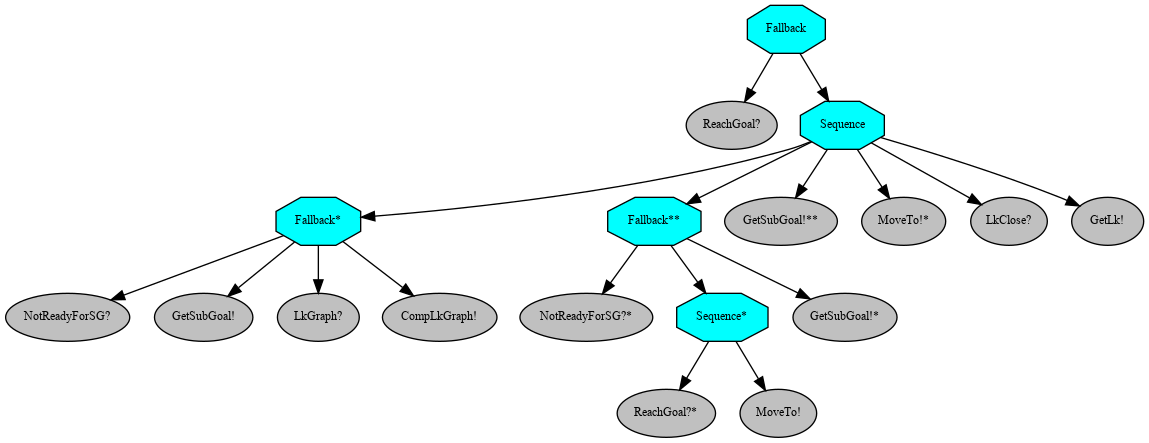 Fallback
ReachGoal?
Sequence
Fallback*
Fallback**
GetSubGoal!**
MoveTo!*
LkClose?
GetLk!
NotReadyForSG?
GetSubGoal!
LkGraph?
CompLkGraph!
NotReadyForSG?*
Sequence*
GetSubGoal!*
ReachGoal?*
MoveTo!